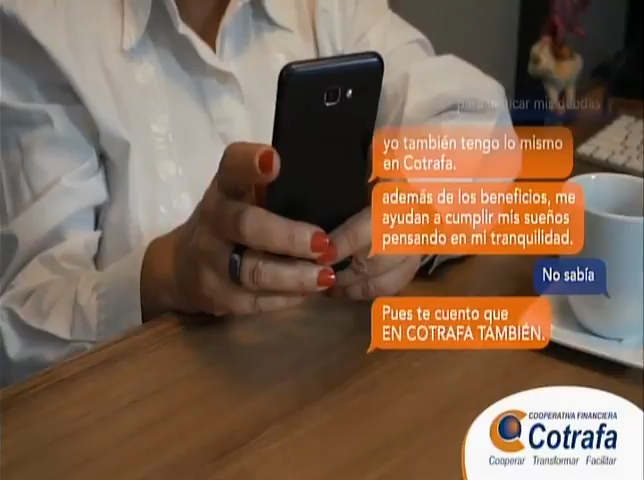 yo también tengo lo mismo
en Cotrafa.
además de los beneficios, me
ayudan a cumplir mis sueños
pensando en mi tranquilidad.
No sabía
Pues te cuento que
EN COTRAFA TAMBIÉN.
COOPERATIVA FINANCIERA
Cotrafa
Cooperar Transformar Facilitar